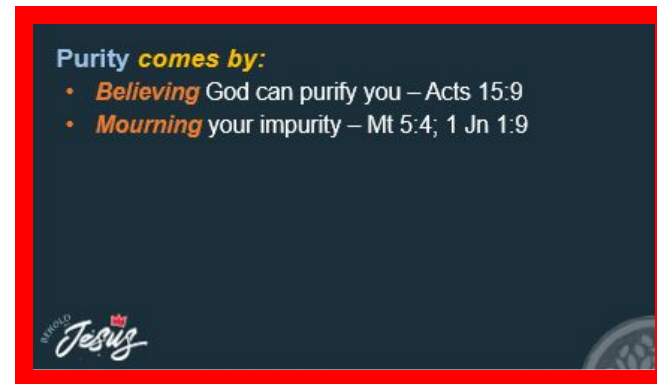 Purity comes by:
• Believing God can purify you – Acts 15:9
• Mourning your impurity – Mt 5:4; 1 Jn 1:9
BEHOLD
Jesus